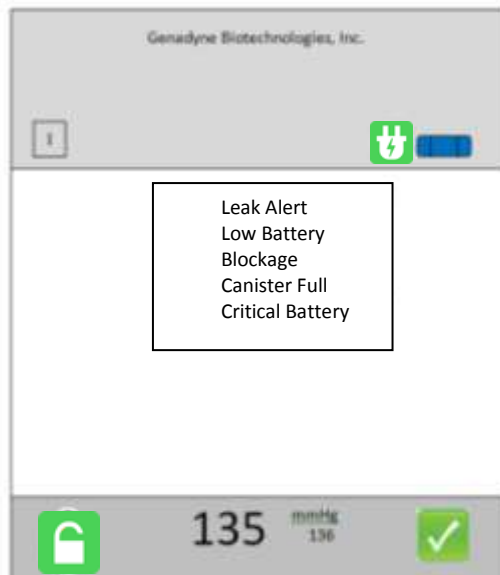 Genadyne Biotechnologies, Inc.
I
Leak Alert
Low Battery
Blockage
Canister Full
Critical Battery
135
mmHg
136